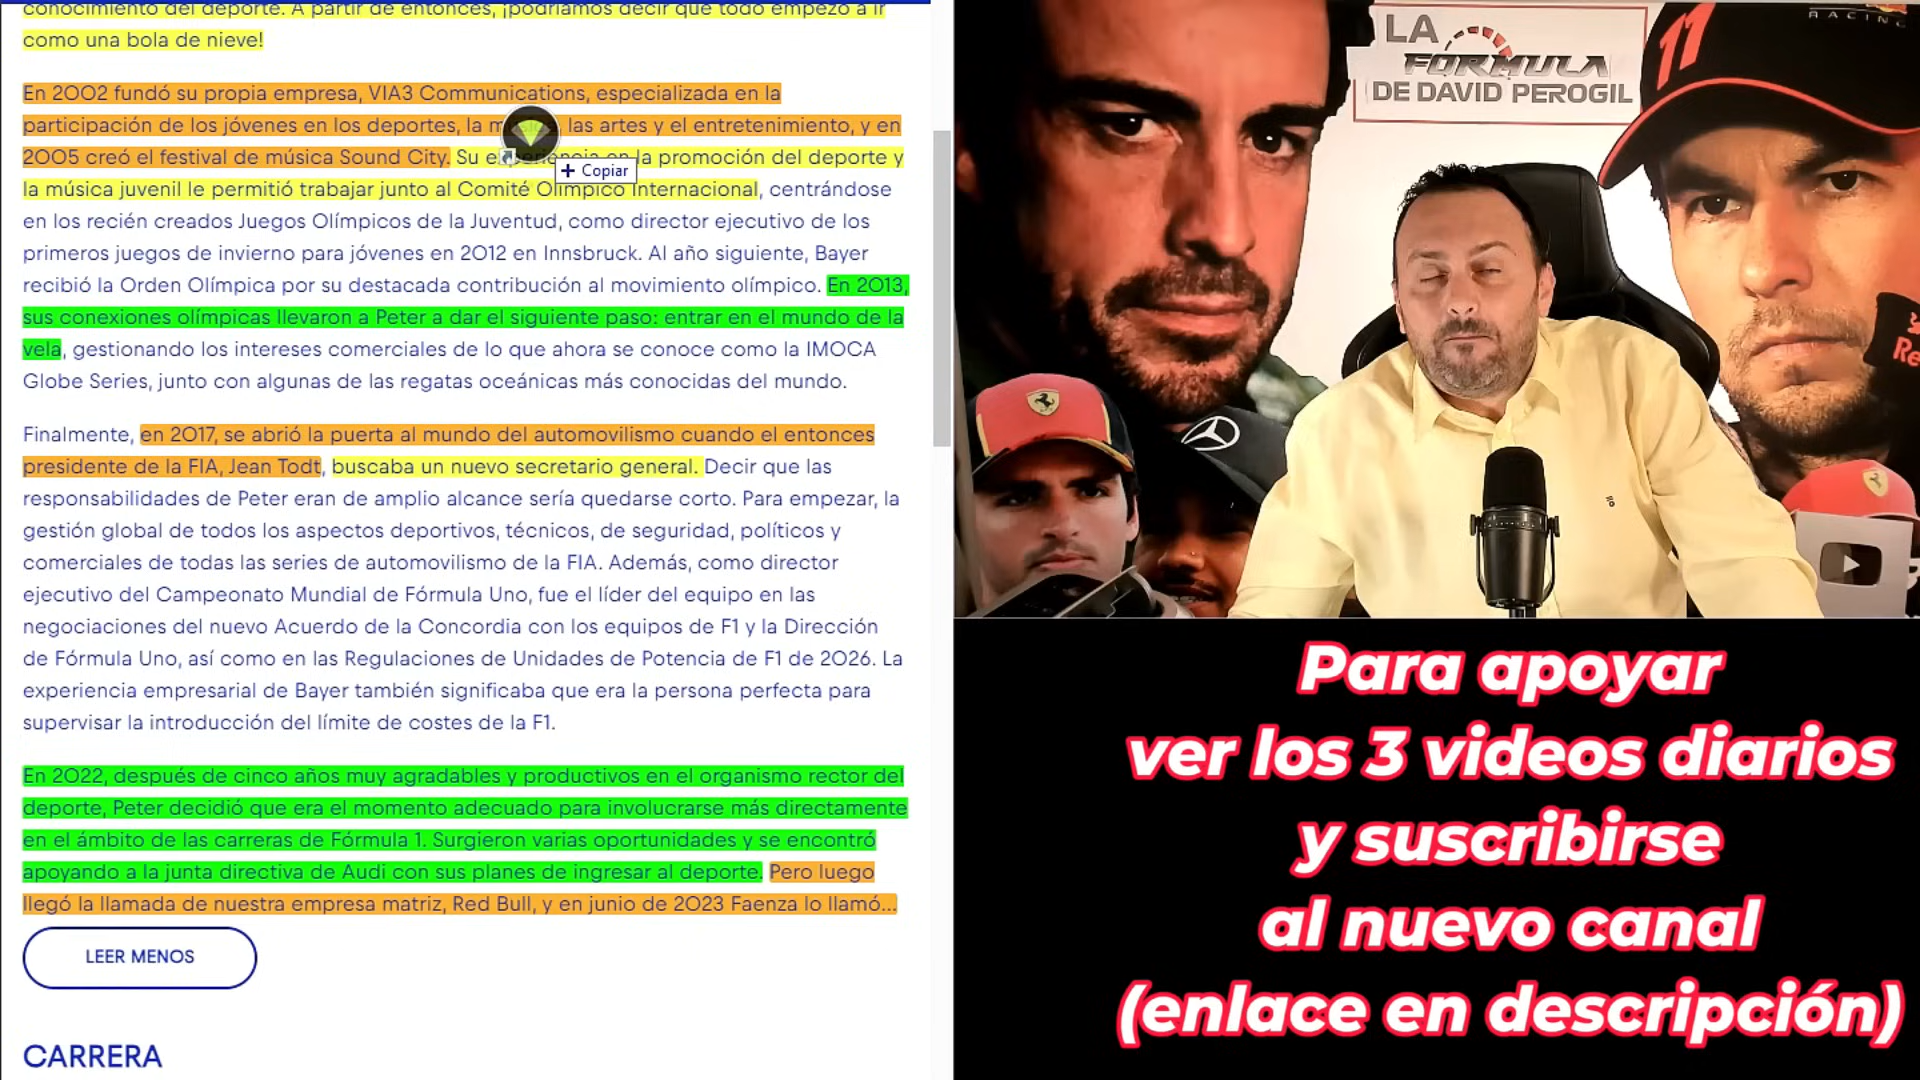 conocimiento del deporte. A partir de entonces, ¡podríamos decir que todo empezó a ir
como una bola de nieve!
En 2002 fundó su propia empresa, VIA3 Communications, especializada en la
participación de los jóvenes en los deportes, la las artes y el entretenimiento, y en
2005 creó el festival de música Sound City. Su experiencia en la promoción del deporte y
la música juvenil le permitió trabajar junto al Comité Olímpico Internacional, centrándose
en los recién creados Juegos Olímpicos de la Juventud, como director ejecutivo de los
primeros juegos de invierno para jóvenes en 2012 en Innsbruck. Al año siguiente, Bayer
recibió la Orden Olímpica por su destacada contribución al movimiento olímpico. En 2013,
sus conexiones olímpicas llevaron a Peter a dar el siguiente paso: entrar en el mundo de la
vela, gestionando los intereses comerciales de lo que ahora se conoce como la IMOCA
Globe Series, junto con algunas de las regatas oceánicas más conocidas del mundo.
Finalmente, en 2017, se abrió la puerta al mundo del automovilismo cuando el entonces
presidente de la FIA, Jean Todt, buscaba un nuevo secretario general. Decir que las
responsabilidades de Peter eran de amplio alcance sería quedarse corto. Para empezar, la
gestión global de todos los aspectos deportivos, técnicos, de seguridad, políticos y
comerciales de todas las series de automovilismo de la FIA. Además, como director
ejecutivo del Campeonato Mundial de Fórmula Uno, fue el líder del equipo en las
negociaciones del nuevo Acuerdo de la Concordia con los equipos de F1 y la Dirección
de Fórmula Uno, así como en las Regulaciones de Unidades de Potencia de F1 de 2026. La
experiencia empresarial de Bayer también significaba que era la persona perfecta para
supervisar la introducción del límite de costes de la F1.
En 2022, después de cinco años muy agradables y productivos en el organismo rector del
deporte, Peter decidió que era el momento adecuado para involucrarse más directamente
en el ámbito de las carreras de Fórmula 1. Surgieron varias oportunidades y se encontró
apoyando a la junta directiva de Audi con sus planes de ingresar al deporte. Pero luego
llegó la llamada de nuestra empresa matriz, Red Bull, y en junio de 2023 Faenza lo llamó...
LEER MENOS
CARRERA
+ Copiar
LA
FÓRMULA
DE DAVID PEROGIL
RACING
11
Re
Para apoyar
ver los 3 videos diarios
y suscribirse
al nuevo canal
(enlace en descripción)